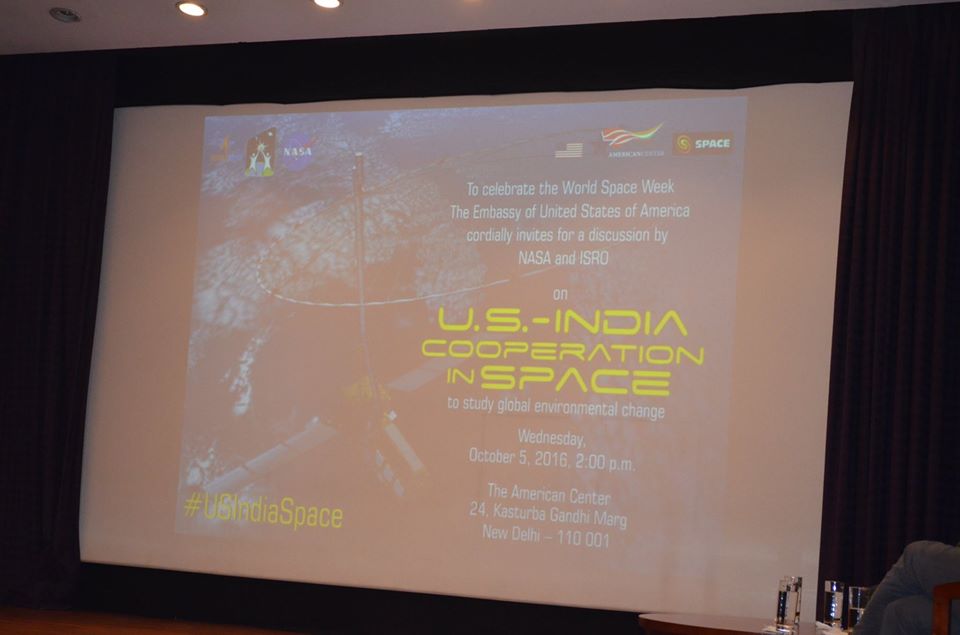 NASA
AMERICANCENTER
SPACE
To celebrate the World Space Week
The Embassy of United States of America
cordially invites for a discussion by
NASA and ISRO
on
U.S.-INDIA
COOPERATION
IN SPACE
to study global environmental change
Wednesday,
October 5, 2016, 2:00 p.m.
The American Center
24, Kasturba Gandhi Marg
New Delhi – 110 001
#USIndiaSpace